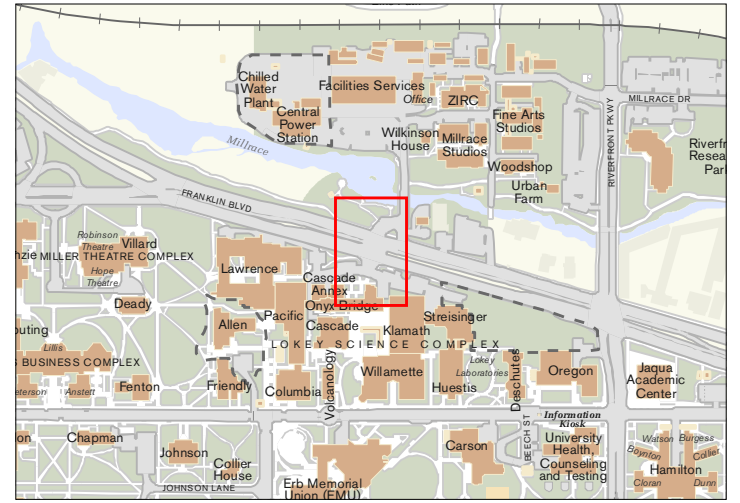 Chilled
Water
Plant
Central
Power
Station
Facilities Services
Office
ZIRC
Wilkinson
House
Millrace
Studios
Fine Arts
Studios
Woodshop
Urban
Farm
MILLRACE DR
RIVERFRONT PKWY
Riverfr
Resea
Parl
Millrace
FRANKLIN BLVD
Robinson
Theatre
Villard
hzie
MILLER THEATRE COMPLEX
Hope
Theatre
Deady
Lawrence
Cascade
Annex
Onyx Bridge
Pacific
Cascade
Allen
Klamath
Streisinger
LOKEY SCIENCE COMPLEX
outing
Lillis
S BUSINESS COMPLEX
eterson
Anstett
Fenton
Friendly
Columbia
Volcanology
Willamette
Huestis
Lokey
Laboratories
Deschutes
Oregon
Jaqua
Academic
Center
Information
Kiosk
BEECH ST
on
Chapman
Johnson
Collier
House
JOHNSON LANE
Erb Memorial
Union (EMU)
Carson
University
Health,
Counseling
and Testing
Watson
Burgess
Boynton
Collier
Hamilton
Cloran
Dunn